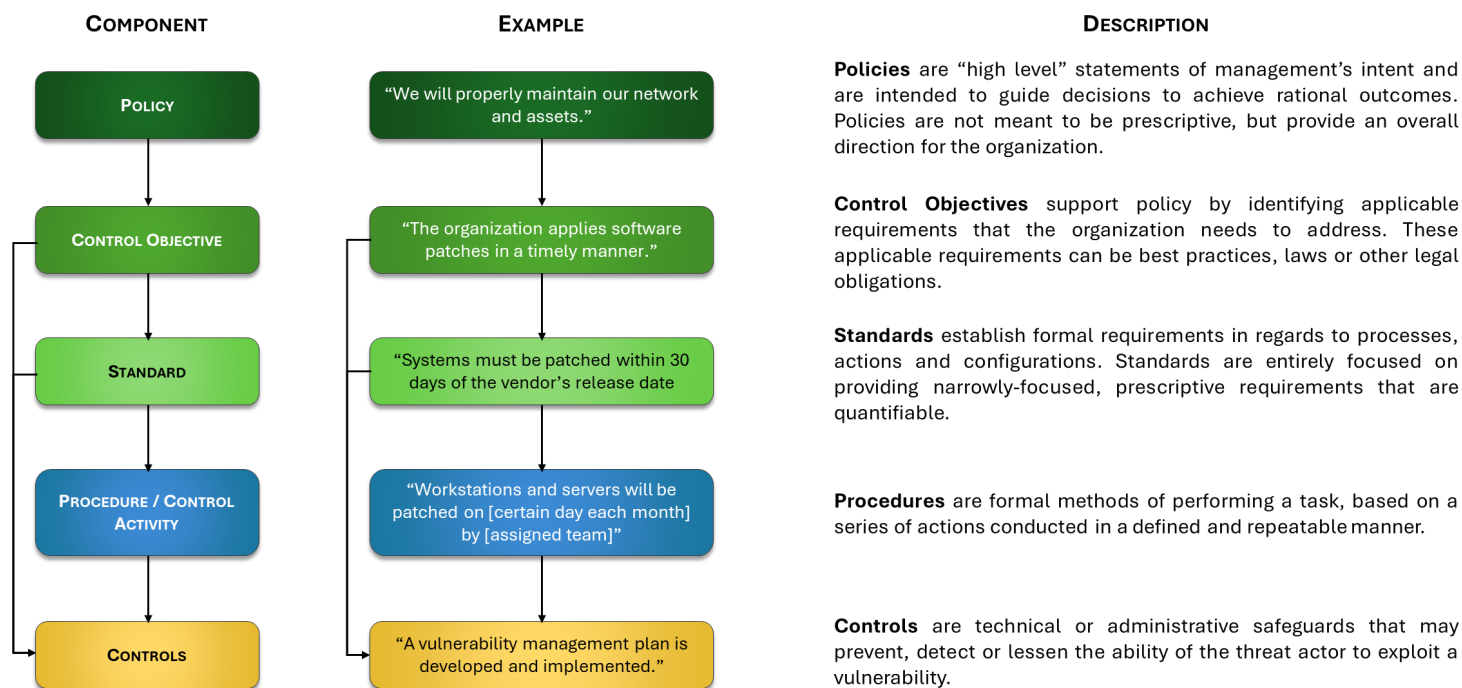 COMPONENT
EXAMPLE
DESCRIPTION
POLICY
“We will properly maintain our network
and assets.”
Policies are “high level” statements of management’s intent and
are intended to guide decisions to achieve rational outcomes.
Policies are not meant to be prescriptive, but provide an overall
direction for the organization.
CONTROL OBJECTIVE
“The organization applies software
patches in a timely manner.”
Control Objectives support policy by identifying applicable
requirements that the organization needs to address. These
applicable requirements can be best practices, laws or other legal
obligations.
STANDARD
“Systems must be patched within 30
days of the vendor’s release date
Standards establish formal requirements in regards to processes,
actions and configurations. Standards are entirely focused on
providing narrowly-focused, prescriptive requirements that are
quantifiable.
PROCEDURE / CONTROL
ACTIVITY
“Workstations and servers will be
patched on [certain day each month]
by [assigned team]”
Procedures are formal methods of performing a task, based on a
series of actions conducted in a defined and repeatable manner.
CONTROLS
“A vulnerability management plan is
developed and implemented.”
Controls are technical or administrative safeguards that may
prevent, detect or lessen the ability of the threat actor to exploit a
vulnerability.